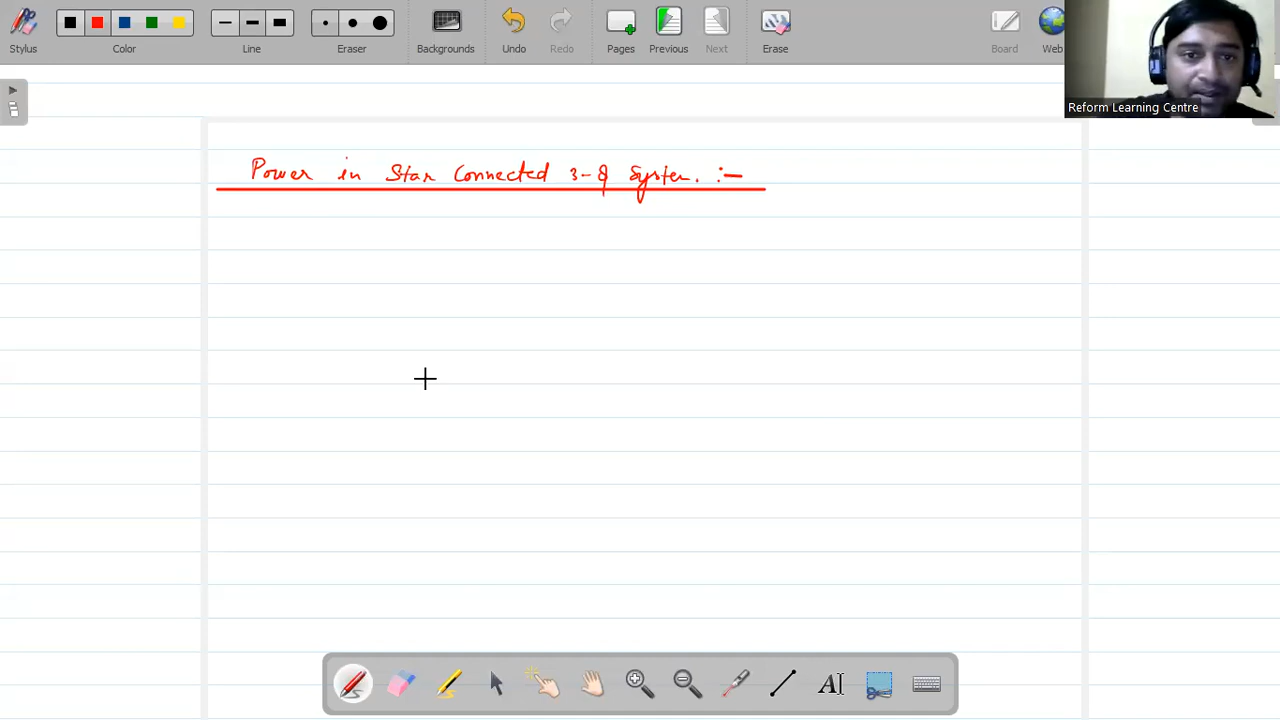 Stylus Color Line Eraser Backgrounds Undo Redo Pages Previous Next Erase Board Web
Reform Learning Centre
Power in Star Connected 3-φ System. :-